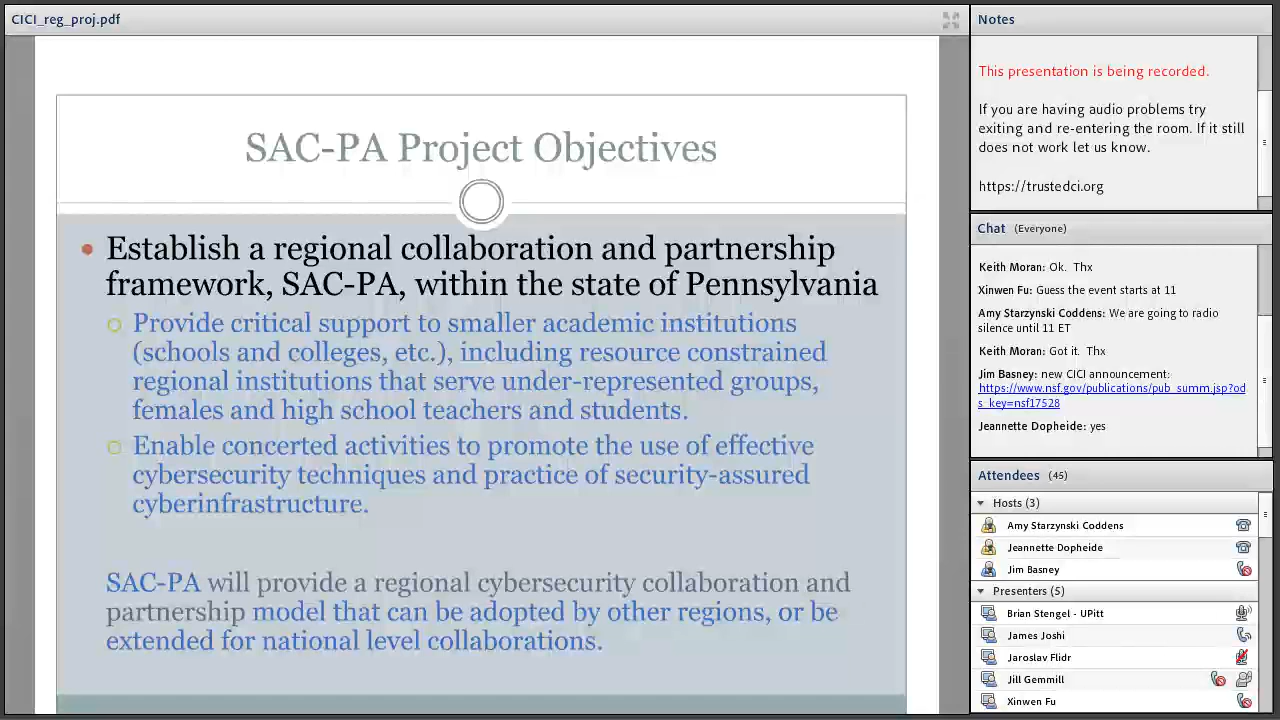 CICI_reg_proj.pdf
SAC-PA Project Objectives
Establish a regional collaboration and partnership
framework, SAC-PA, within the state of Pennsylvania
Provide critical support to smaller academic institutions
(schools and colleges, etc.), including resource constrained
regional institutions that serve under-represented groups,
females and high school teachers and students.
Enable concerted activities to promote the use of effective
cybersecurity techniques and practice of security-assured
cyberinfrastructure.
SAC-PA will provide a regional cybersecurity collaboration and
partnership model that can be adopted by other regions, or be
extended for national level collaborations.
Notes
This presentation is being recorded.
If you are having audio problems try
exiting and re-entering the room. If it still
does not work let us know.
https://trustedci.org
Chat (Everyone)
Keith Moran: Ok. Thx
Xinwen Fu: Guess the event starts at 11
Amy Starzynski Coddens: We are going to radio
silence until 11 ET
Keith Moran: Got it. Thx
Jim Basney: new CICI announcement:
https://www.nsf.gov/publications/pub_summ.jsp?od
s_key=nsf17528
Jeannette Dopheide: yes
Attendees (45)
Hosts (3)
Amy Starzynski Coddens
Jeannette Dopheide
Jim Basney
Presenters (5)
Brian Stengel - UPitt
James Joshi
Jaroslav Flidr
Jill Gemmill
Xinwen Fu